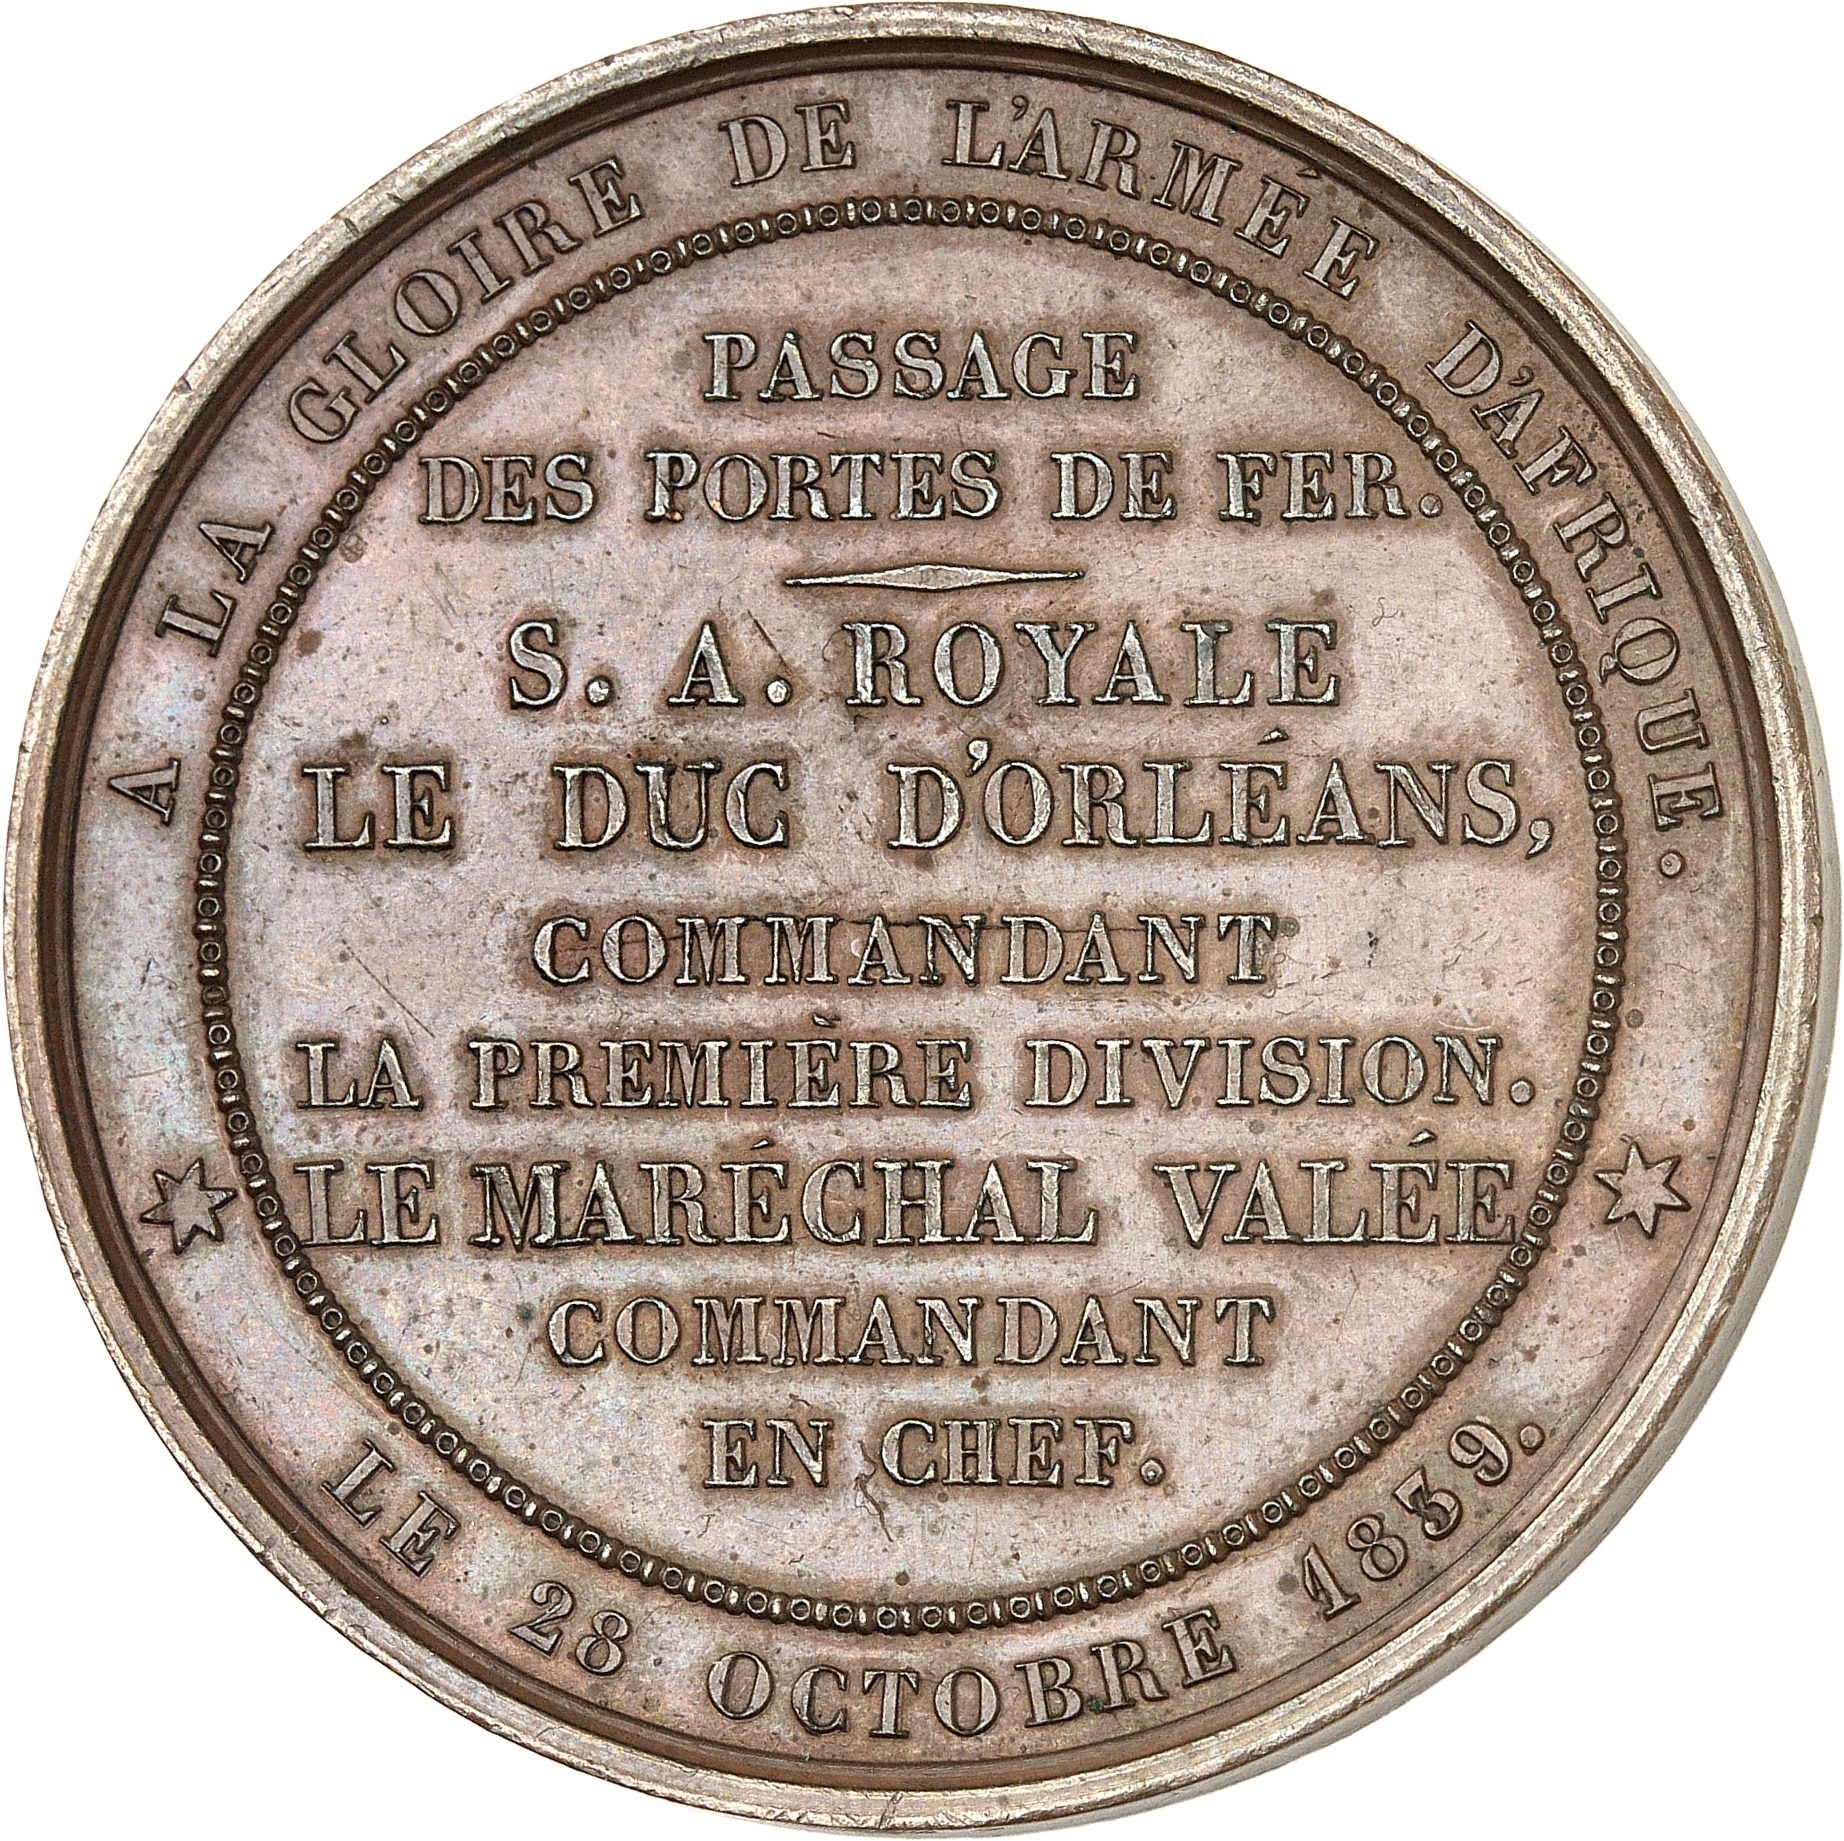 A LA GLOIRE DE L'ARMÉE D'AFRIQUE.
PASSAGE
DES PORTES DE FER.
S. A. ROYALE
LE DUC D'ORLÉANS,
COMMANDANT
LA PREMIÈRE DIVISION.
LE MARÉCHAL VALÉE
COMMANDANT
EN CHEF.
LE 28 OCTOBRE 1839.